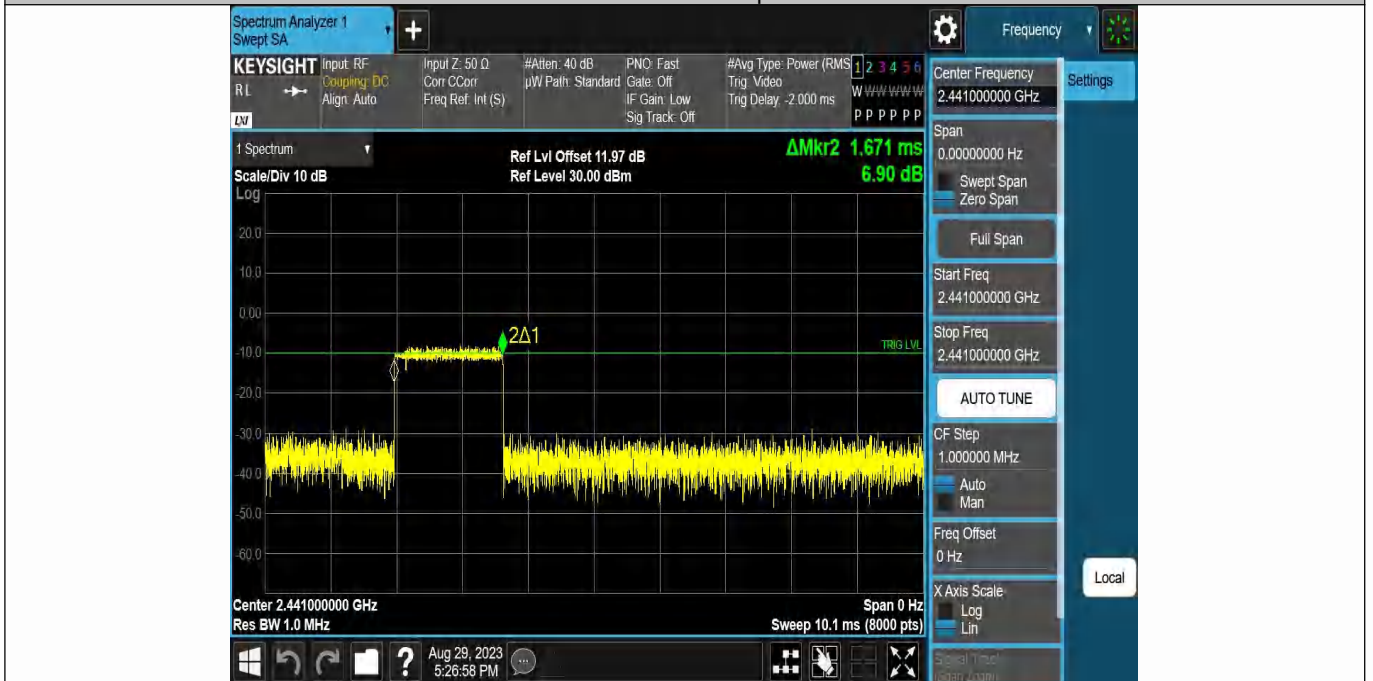 Spectrum Analyzer 1
Swept SA
+
Frequency
KEYSIGHT
RL
LXI
Input: RF
Coupling: DC
Align: Auto
Input Z: 50 Ω
Corr CCorr
Freq Ref: Int (S)
#Atten: 40 dB
µW Path: Standard
PNO: Fast
Gate: Off
IF Gain: Low
Sig Track: Off
#Avg Type: Power (RMS
Trig: Video
Trig Delay: -2.000 ms
1 2 3 4 5 6
W W W W W W
P P P P P P
1 Spectrum
Scale/Div 10 dB
Log
Ref Lvl Offset 11.97 dB
Ref Level 30.00 dBm
ΔMkr2 1.671 ms
6.90 dB
20.0
10.0
0.00
-10.0
-20.0
-30.0
-40.0
-50.0
-60.0
2Δ1
TRIG LVL
Center 2.441000000 GHz
Res BW 1.0 MHz
Span 0 Hz
Sweep 10.1 ms (8000 pts)
?
Aug 29, 2023
5:26:58 PM
Center Frequency
2.441000000 GHz
Settings
Span
0.00000000 Hz
Swept Span
Zero Span
Full Span
Start Freq
2.441000000 GHz
Stop Freq
2.441000000 GHz
AUTO TUNE
CF Step
1.000000 MHz
Auto
Man
Freq Offset
0 Hz
X Axis Scale
Log
Lin
Local
Signal Track
(Span Zoom)